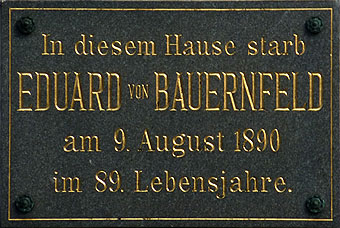 In diesem Hause starb
EDUARD VON BAUERNFELD
am 9. August 1890
im 89. Lebensjahre.